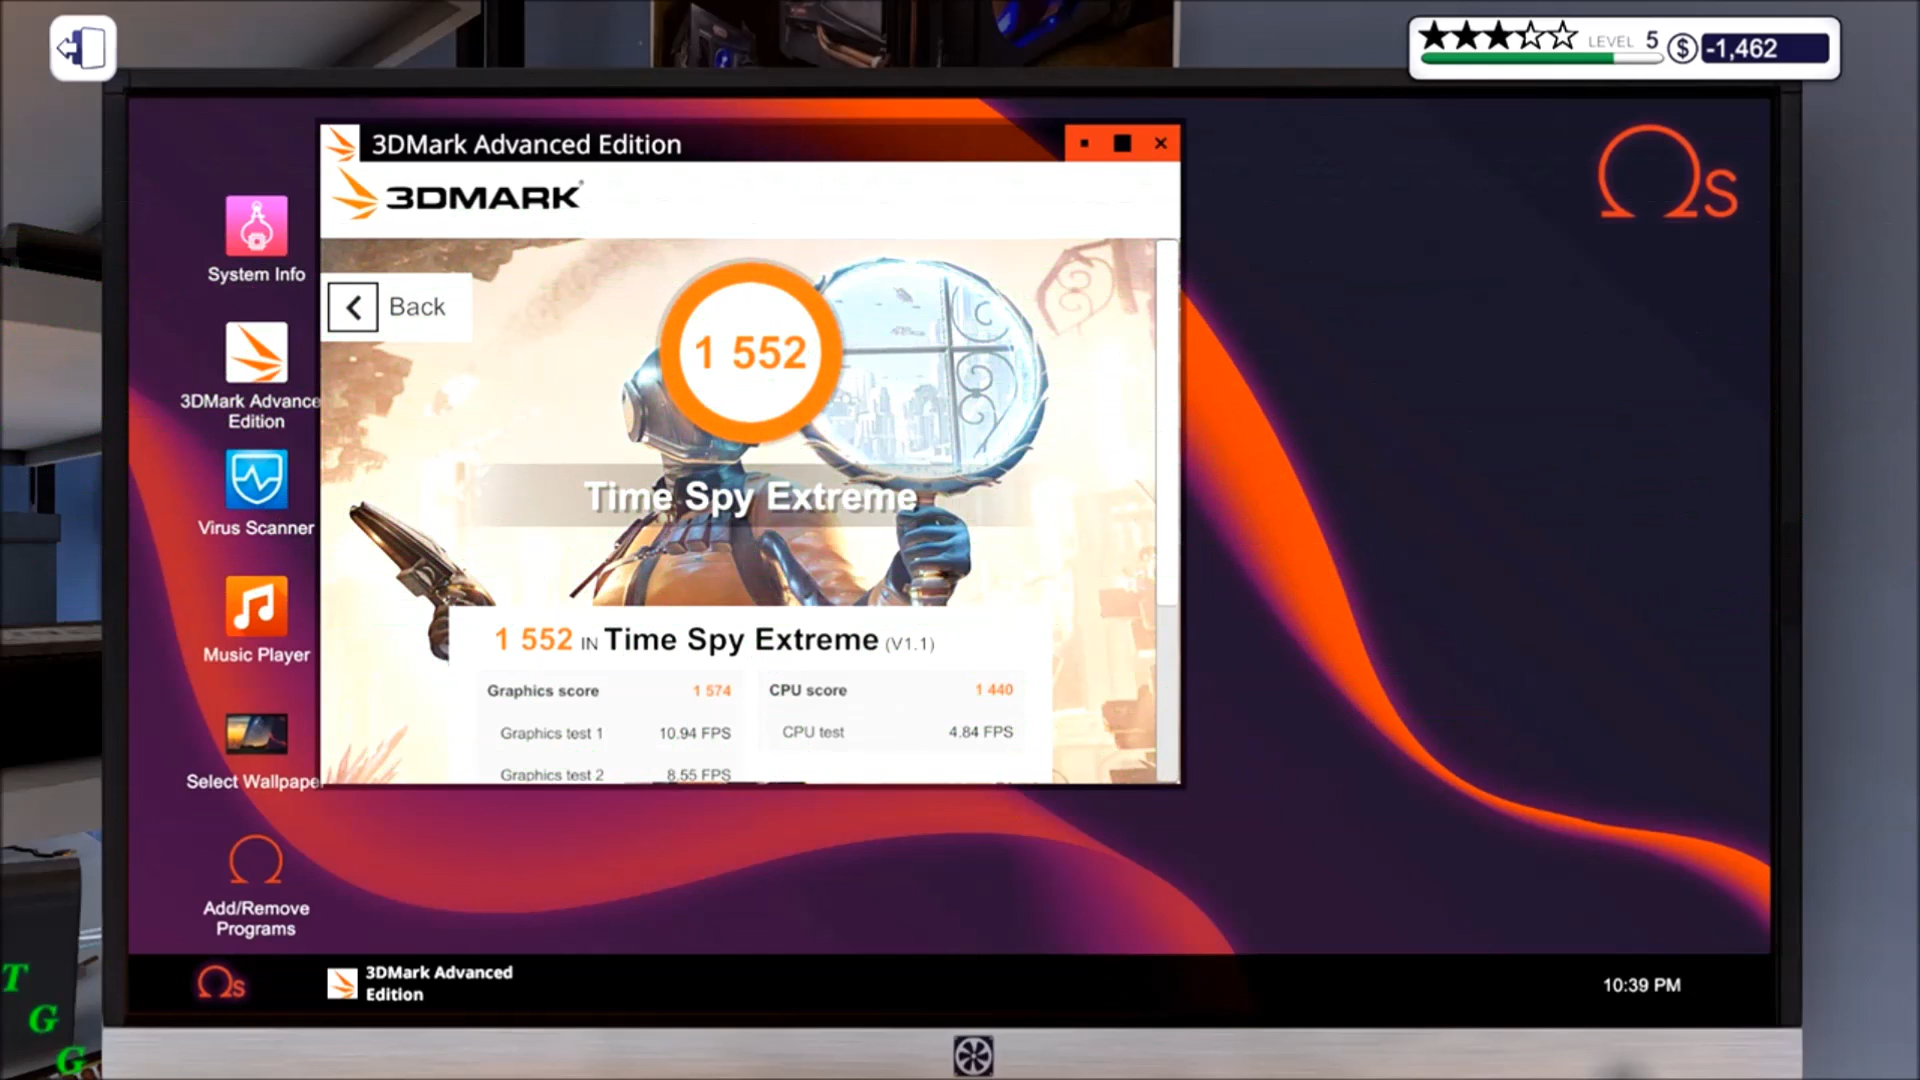 LEVEL 5 $ -1,462
3DMark Advanced Edition
3DMARK
Ωs
System Info
Back
1 552
3DMark Advance
Edition
Time Spy Extreme
Virus Scanner
Music Player
1 552 IN Time Spy Extreme (V1.1)
Graphics score 1 574
CPU score 1 440
Graphics test 1 10.94 FPS
CPU test 4.84 FPS
Graphics test 2 8.55 FPS
Select Wallpape
Add/Remove
Programs
Ωs
3DMark Advanced
Edition
10:39 PM
T
G
G